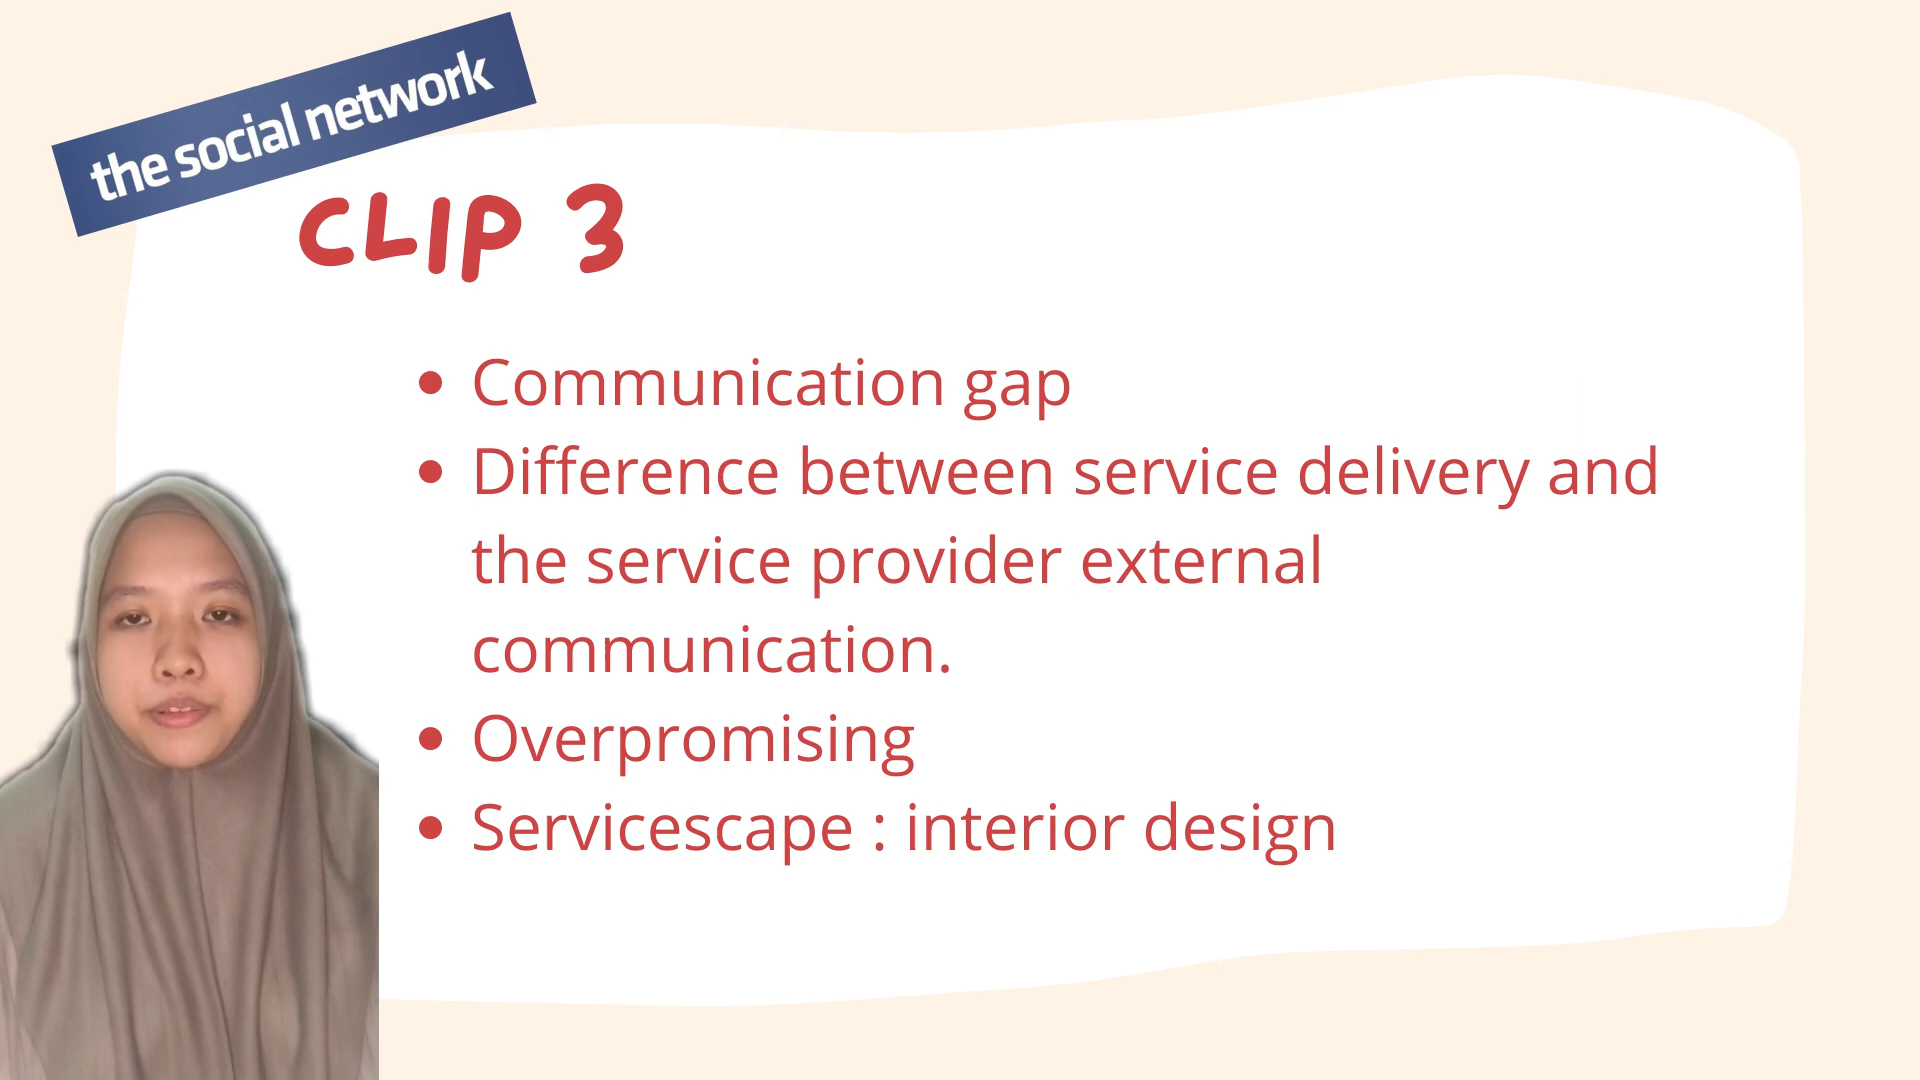 the social network
CLIP 3
• Communication gap
• Difference between service delivery and
the service provider external
communication.
• Overpromising
• Servicescape : interior design